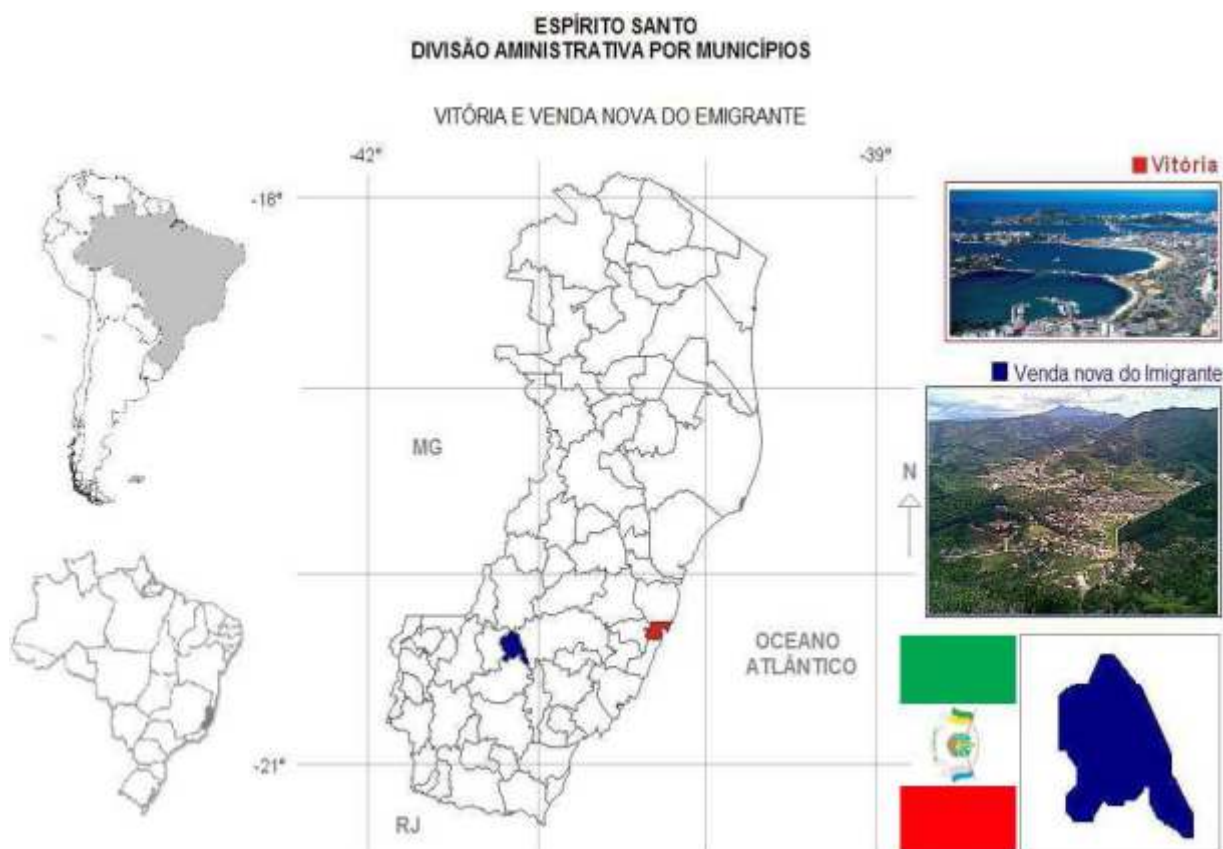 ESPÍRITO SANTO
DIVISÃO AMINISTRATIVA POR MUNICÍPIOS
VITÓRIA E VENDA NOVA DO EMIGRANTE
-42°
-39°
-18°
Vitória
Venda nova do Imigrante
MG
N
OCEANO
ATLÂNTICO
-21°
RJ